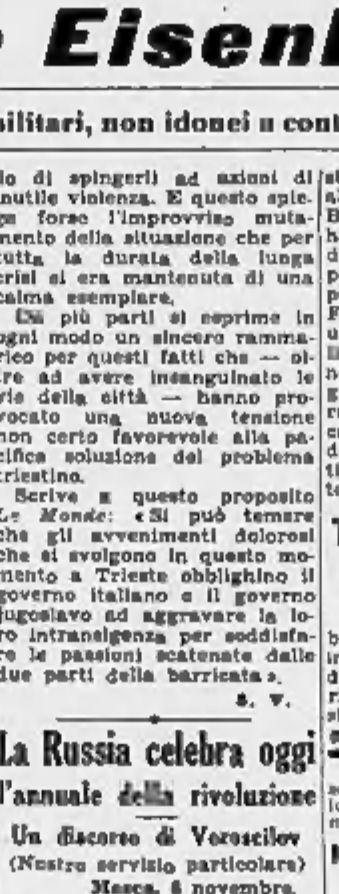 Eisen
militari, non idonei a cont
lo di spingerli ad azioni di
nutile violenza. E questo spie-
ga forse l'improvviso muta-
mento della situazione che per
tutta la durata della lunga
crisi si era mantenuta di una
calma esemplare.
Da più parti si esprime in
ogni modo un sincero ramma-
rico per questi fatti che — ol-
tre ad avere insanguinato le
vie della città — hanno pro-
vocato una nuova tensione
non certo favorevole alla pa-
cifica soluzione del problema
triestino.
Scrive a questo proposito
Le Monde: «Si può temere
che gli avvenimenti dolorosi
che si svolgono in questo mo-
mento a Trieste obblighino il
governo italiano e il governo
jugoslavo ad aggravare la lo-
ro intransigenza per soddisfa-
re le passioni scatenate dalle
due parti della barricata».
S. V.
La Russia celebra oggi
l'annuale della rivoluzione
Un discorso di Voroscilov
(Nostro servizio particolare)
Mosca, 6 novembre.